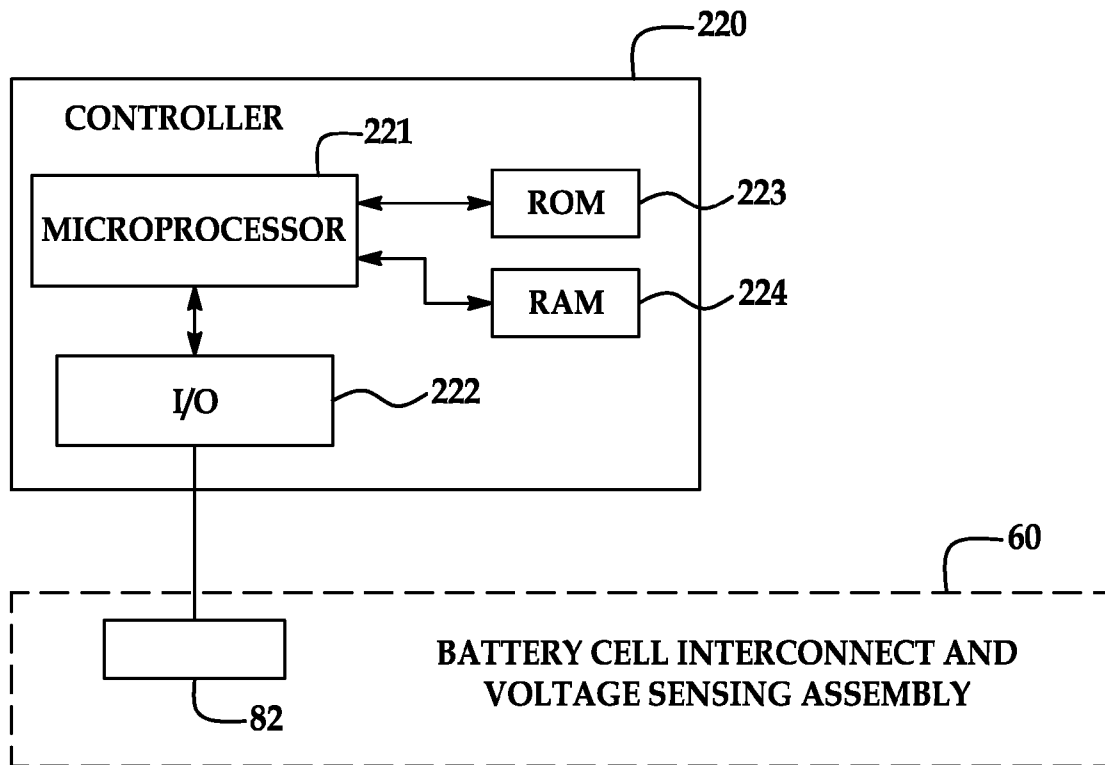 220
CONTROLLER
221
MICROPROCESSOR
ROM
223
RAM
224
I/O
222
60
BATTERY CELL INTERCONNECT AND
VOLTAGE SENSING ASSEMBLY
82